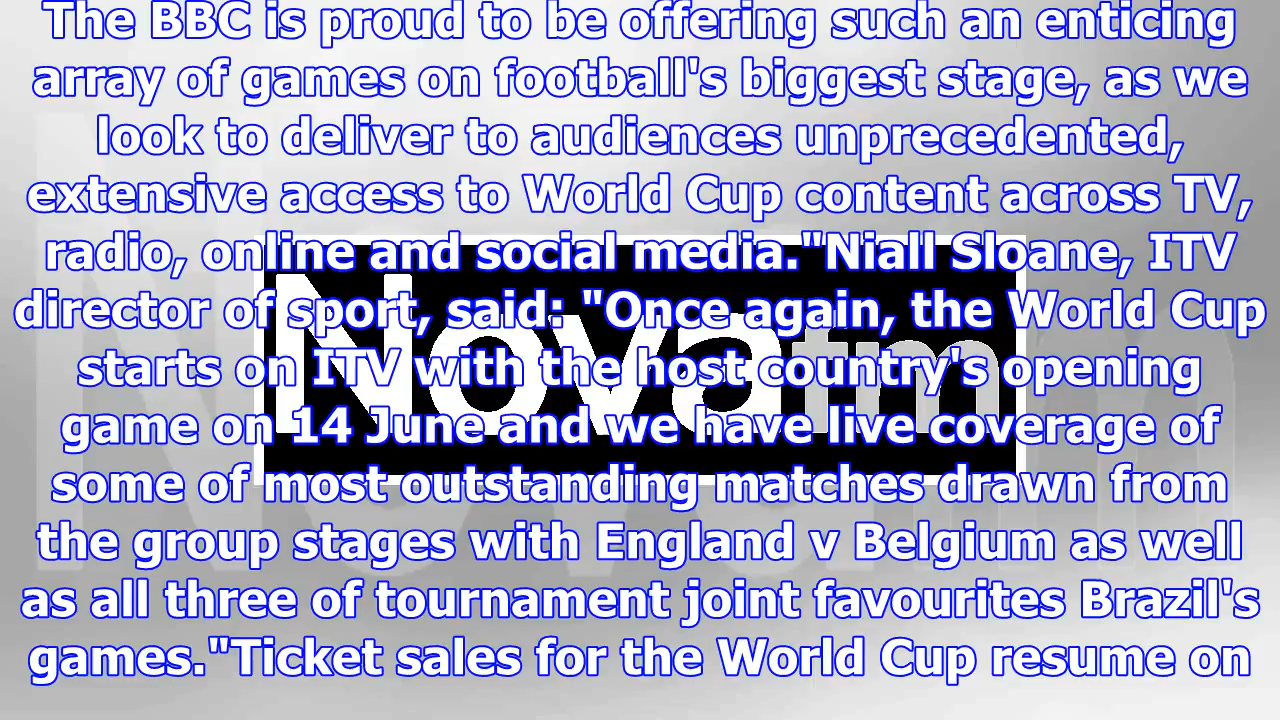 The BBC is proud to be offering such an enticing
array of games on football's biggest stage, as we
look to deliver to audiences unprecedented,
extensive access to World Cup content across TV,
radio, online and social media."Niall Sloane, ITV
director of sport, said: "Once again, the World Cup
starts on ITV with the host country's opening
game on 14 June and we have live coverage of
some of most outstanding matches drawn from
the group stages with England v Belgium as well
as all three of tournament joint favourites Brazil's
games."Ticket sales for the World Cup resume on
Novafm